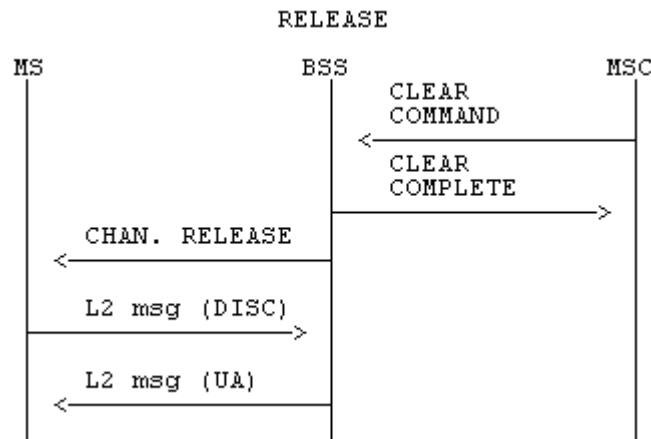 RELEASE
MS BSS MSC
CLEAR
COMMAND
CLEAR
COMPLETE
CHAN. RELEASE
L2 msg (DISC)
L2 msg (UA)